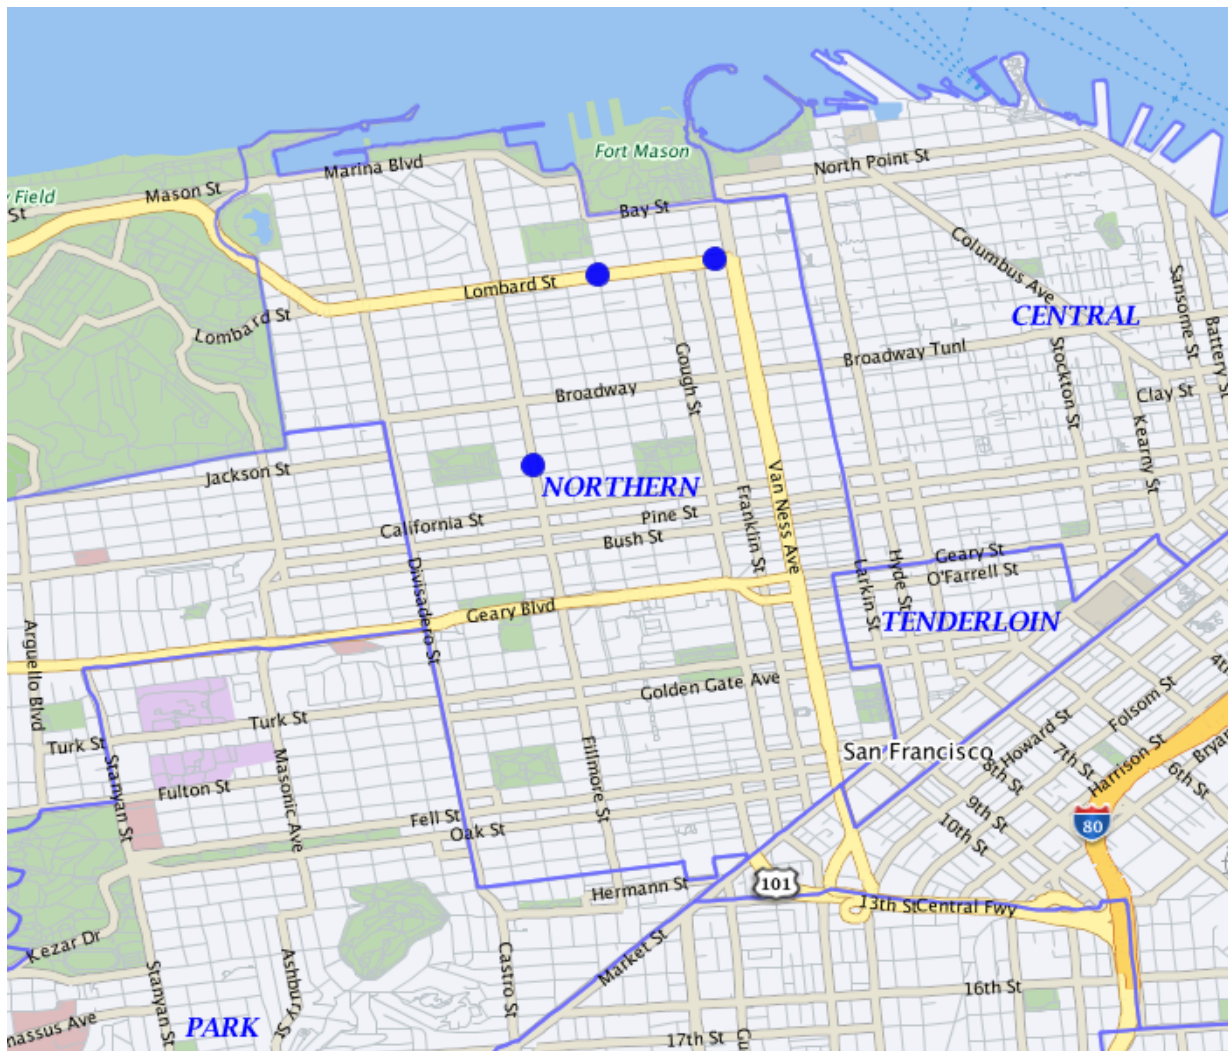 Fort Mason
North Point St
Marina Blvd
Mason St
Field
St
Bay St
Columbus Ave
Lombard St
Sansome St
Lombard St
CENTRAL
Battery St
Broadway Tunl
Stockton St
Gough St
Broadway
Clay St
Kearny St
Jackson St
NORTHERN
Van Ness Ave
California St
Pine St
Franklin St
Bush St
Geary St
O'Farrell St
Hyde St
Larkin St
Divisadero St
Geary Blvd
TENDERLOIN
Arguello Blvd
Golden Gate Ave
4th
Folsom St
Turk St
Turk St
Howard St
San Francisco
Harrison St
Bryan
7th St
6th St
8th St
Stanyan St
Masonic Ave
Fillmore St
Fulton St
Fell St
Oak St
9th St
10th St
80
Hermann St
101
13th St
Central Fwy
Kezar Dr
Market St
Castro St
Stanyan St
Ashbury St
16th St
PARK
nassus Ave
17th St
Gu